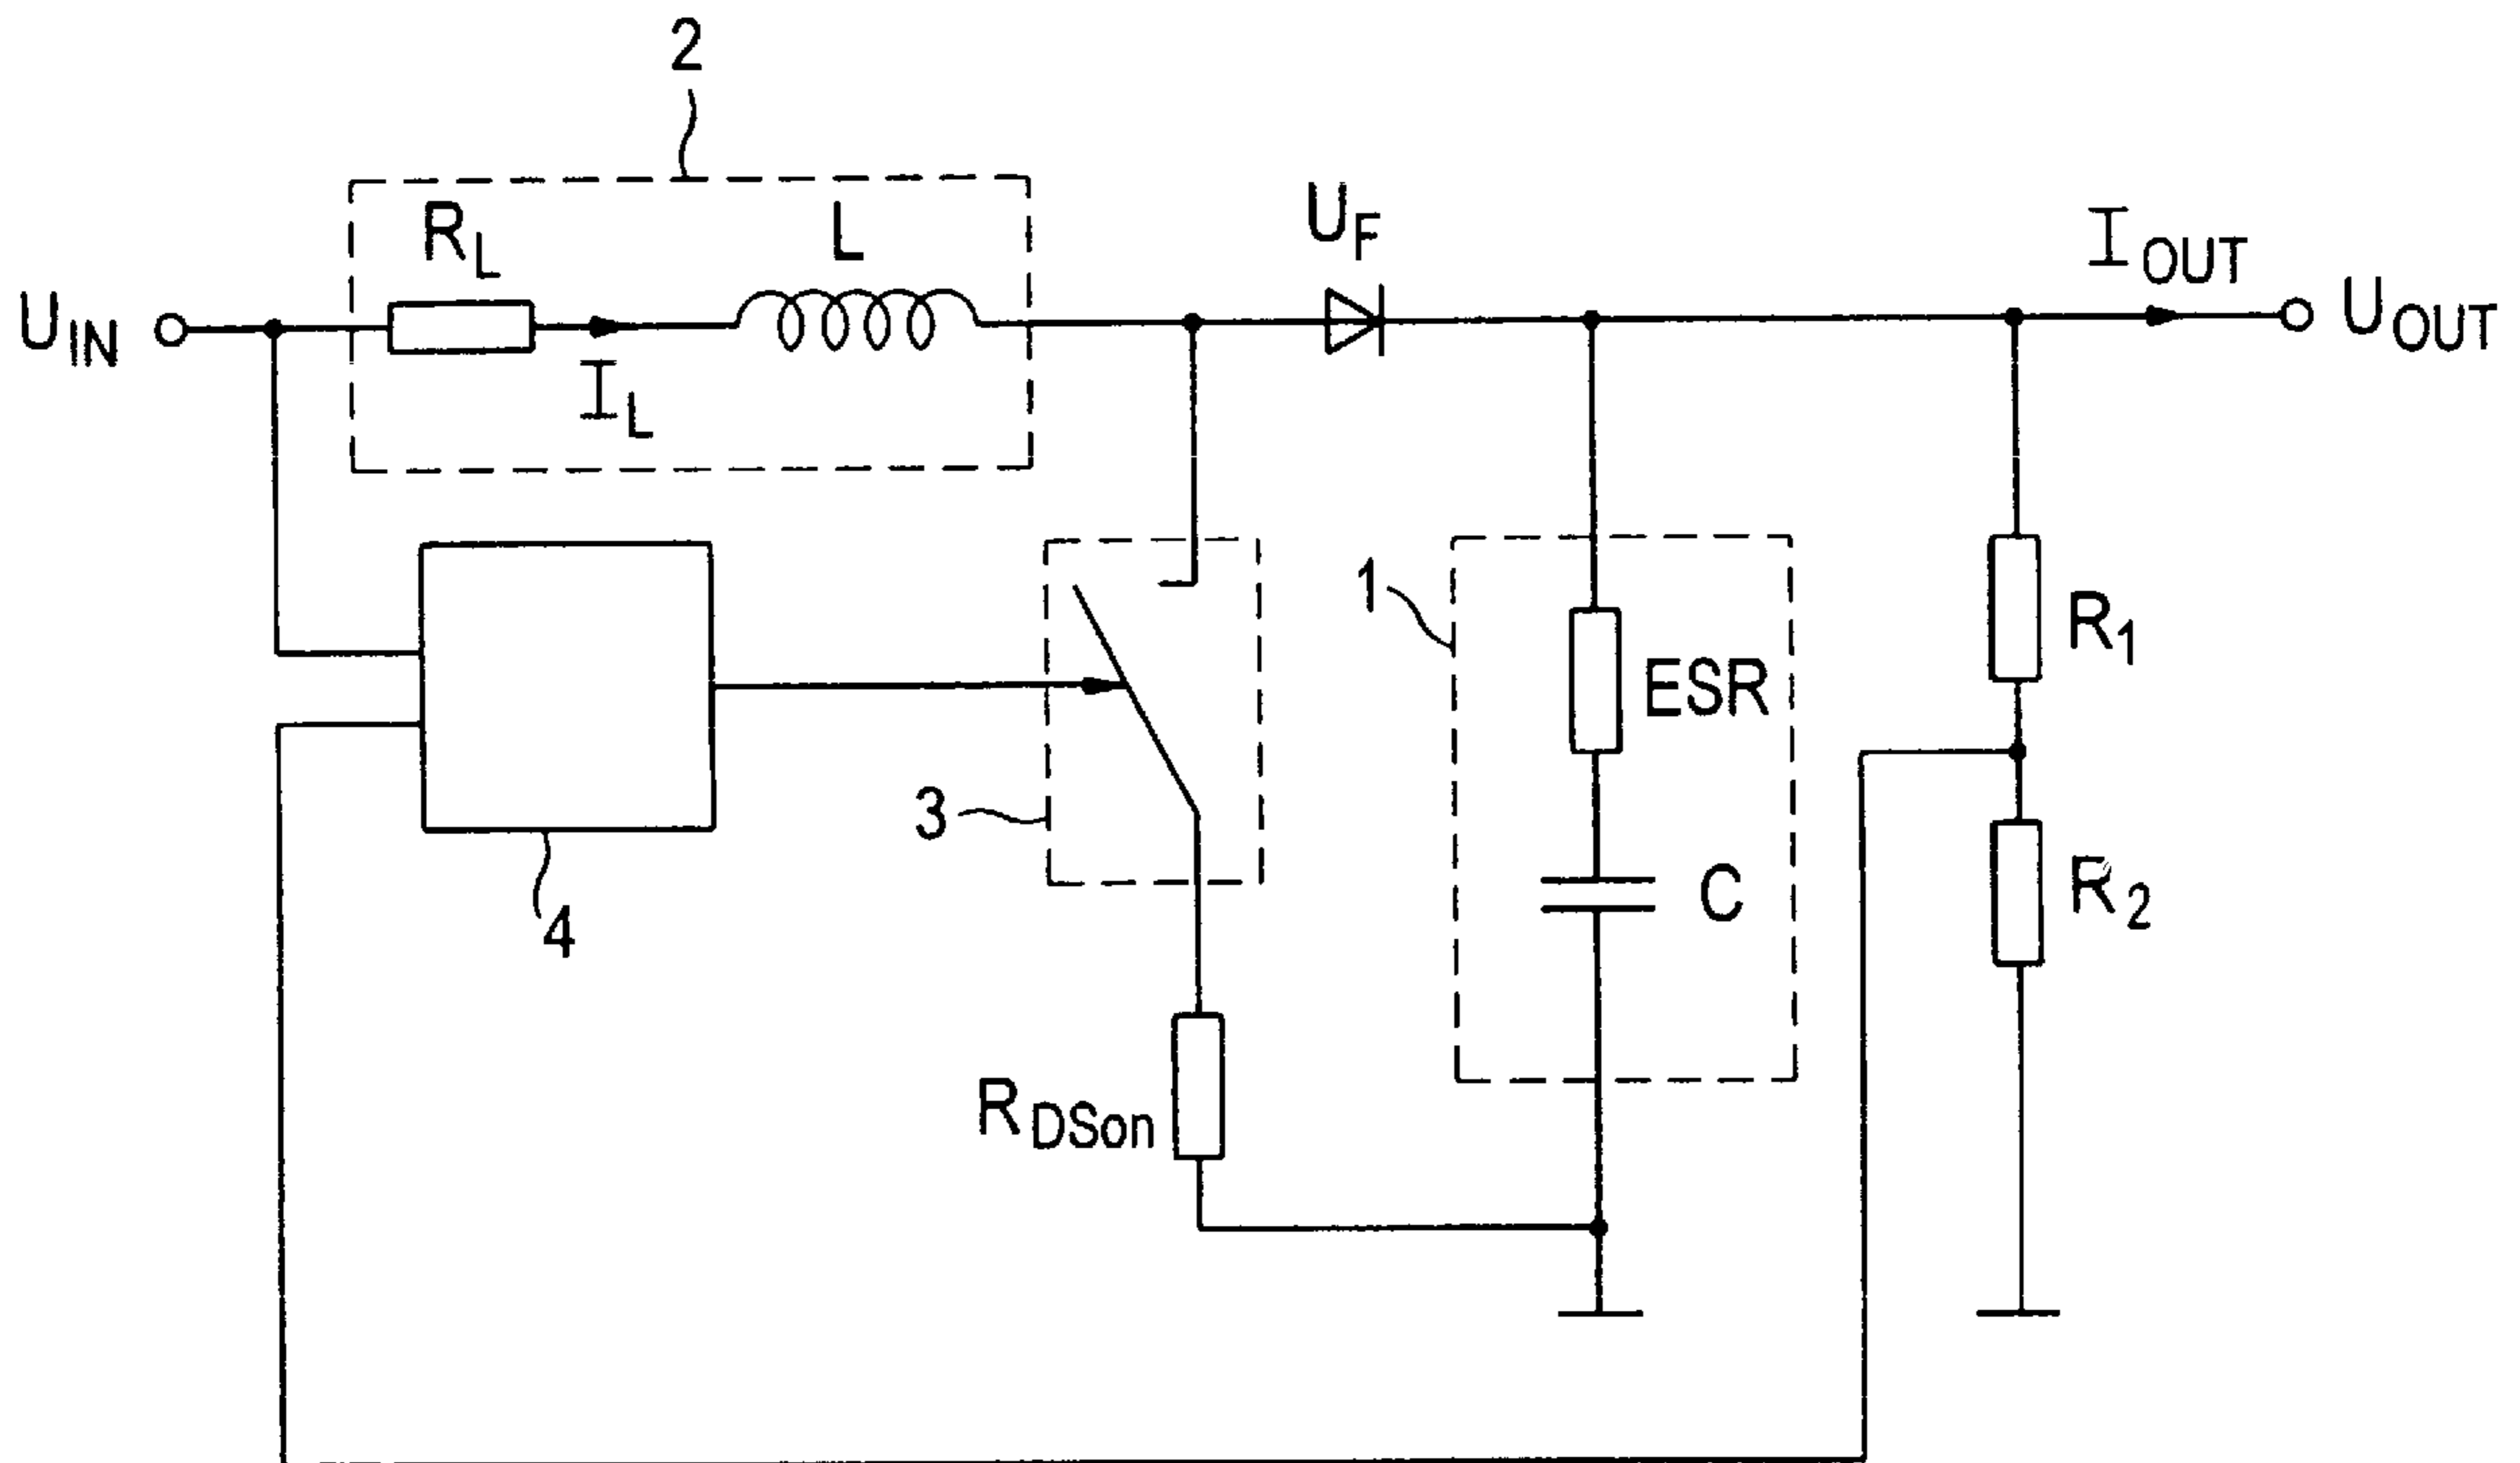 2
R_L
L
U_F
I_OUT
U_IN
I_L
U_OUT
1
ESR
R_1
3
C
R_2
4
R_DSon